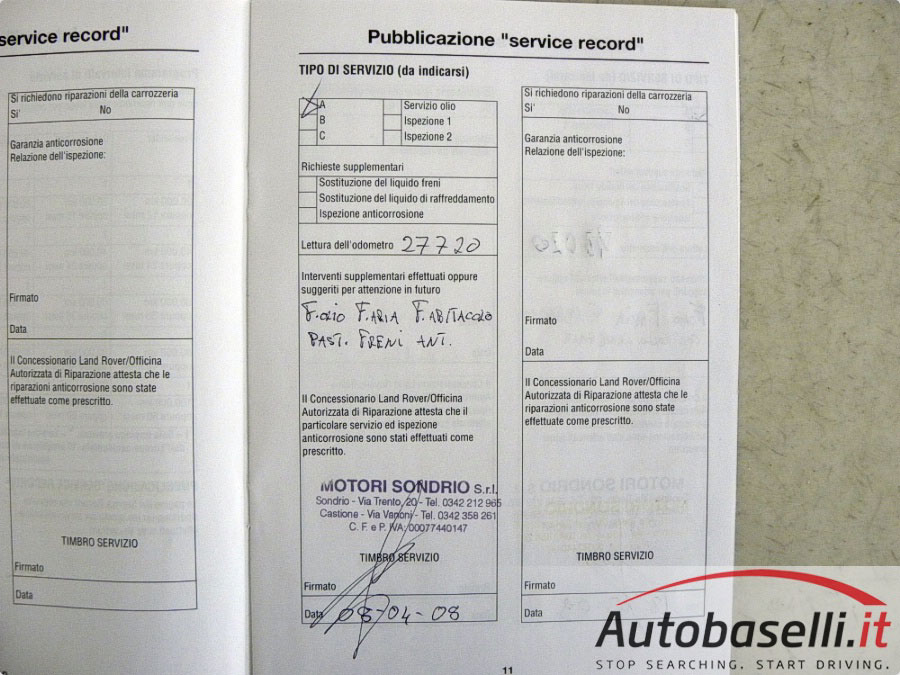 service record"
Si richiedono riparazioni della carrozzeria
Si' No
Garanzia anticorrosione
Relazione dell'ispezione:
Firmato
Data
Il Concessionario Land Rover/Officina
Autorizzata di Riparazione attesta che le
riparazioni anticorrosione sono state
effettuate come prescritto.
TIMBRO SERVIZIO
Firmato
Data
Pubblicazione "service record"
TIPO DI SERVIZIO (da indicarsi)
A Servizio olio
B Ispezione 1
C Ispezione 2
Richieste supplementari
Sostituzione del liquido freni
Sostituzione del liquido di raffreddamento
Ispezione anticorrosione
Lettura dell'odometro 27720
Interventi supplementari effettuati oppure
suggeriti per attenzione in futuro
F.OLIO F.ARIA F.ABITACOLO
PAST. FRENI ANT.
Il Concessionario Land Rover/Officina
Autorizzata di Riparazione attesta che il
particolare servizio ed ispezione
anticorrosione sono stati effettuati come
prescritto.
MOTORI SONDRIO S.r.l.
Sondrio - Via Trento, 20 - Tel. 0342 212 965
Castione - Via Vanoni - Tel. 0342 358 261
C. F. e P. IVA 00077440147
TIMBRO SERVIZIO
Firmato
Data 08-04-08
11
Si richiedono riparazioni della carrozzeria
Si' No
Garanzia anticorrosione
Relazione dell'ispezione:
Firmato
Data
Il Concessionario Land Rover/Officina
Autorizzata di Riparazione attesta che le
riparazioni anticorrosione sono state
effettuate come prescritto.
TIMBRO SERVIZIO
Firmato
Data
Autobaselli.it
STOP SEARCHING. START DRIVING.